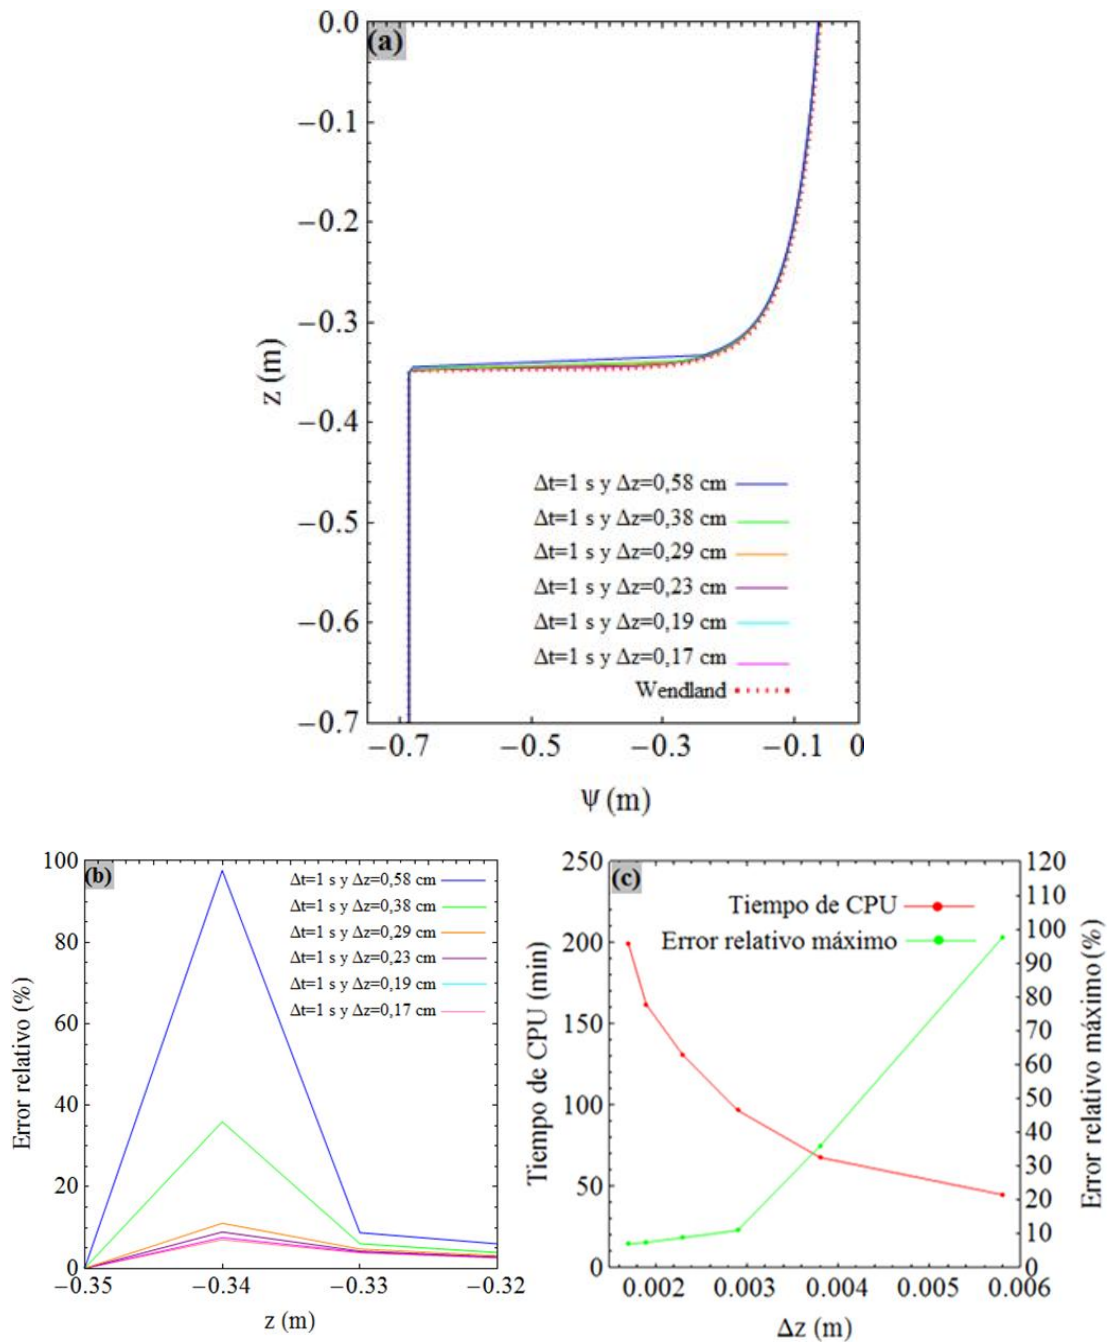 (a)
0.0
−0.1
−0.2
−0.3
−0.4
−0.5
−0.6
−0.7
z (m)
Δt=1 s y Δz=0,58 cm
Δt=1 s y Δz=0,38 cm
Δt=1 s y Δz=0,29 cm
Δt=1 s y Δz=0,23 cm
Δt=1 s y Δz=0,19 cm
Δt=1 s y Δz=0,17 cm
Wendland
−0.7 −0.5 −0.3 −0.1 0
ψ (m)
(b)
100
80
60
40
20
0
Error relativo (%)
Δt=1 s y Δz=0,58 cm
Δt=1 s y Δz=0,38 cm
Δt=1 s y Δz=0,29 cm
Δt=1 s y Δz=0,23 cm
Δt=1 s y Δz=0,19 cm
Δt=1 s y Δz=0,17 cm
−0.35 −0.34 −0.33 −0.32
z (m)
(c)
250
200
150
100
50
0
Tiempo de CPU (min)
Tiempo de CPU
Error relativo máximo
120
110
100
90
80
70
60
50
40
30
20
10
0
Error relativo máximo (%)
0.002 0.003 0.004 0.005 0.006
Δz (m)